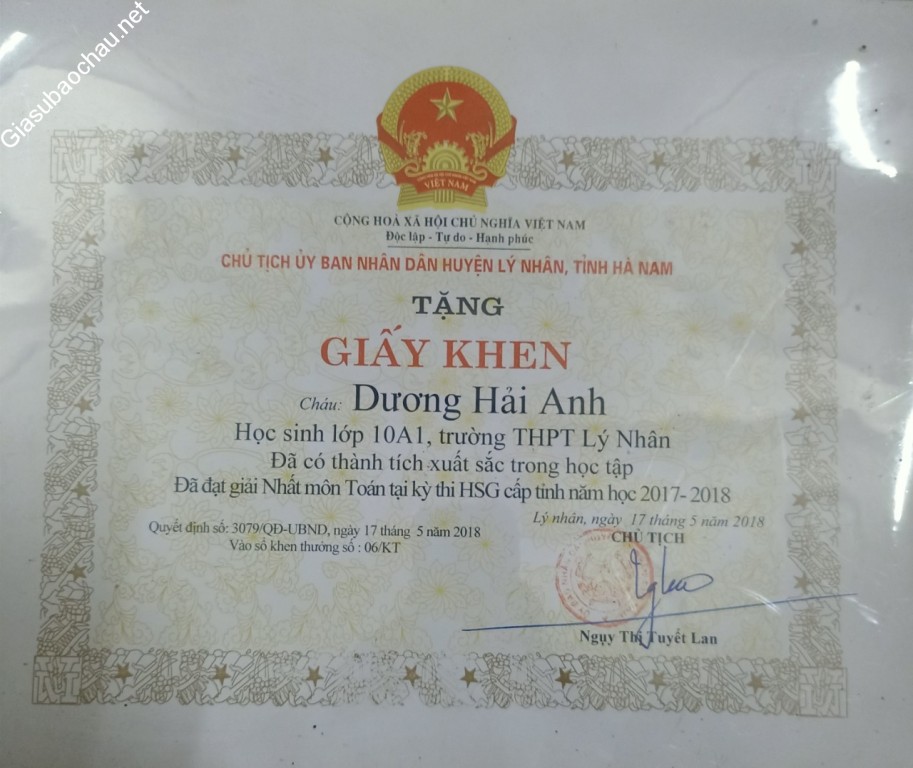 Giasubaochau.net
VIỆT NAM
CỘNG HOÀ XÃ HỘI CHỦ NGHĨA VIỆT NAM
Độc lập - Tự do - Hạnh phúc
CHỦ TỊCH ỦY BAN NHÂN DÂN HUYỆN LÝ NHÂN, TỈNH HÀ NAM
TẶNG
GIẤY KHEN
Cháu: Dương Hải Anh
Học sinh lớp 10A1, trường THPT Lý Nhân
Đã có thành tích xuất sắc trong học tập
Đã đạt giải Nhất môn Toán tại kỳ thi HSG cấp tỉnh năm học 2017- 2018
Lý nhân, ngày 17 tháng 5 năm 2018
Quyết định số: 3079/QĐ-UBND, ngày 17 tháng 5 năm 2018
CHỦ TỊCH
Vào sổ khen thưởng số : 06/KT
Ngụy Thị Tuyết Lan